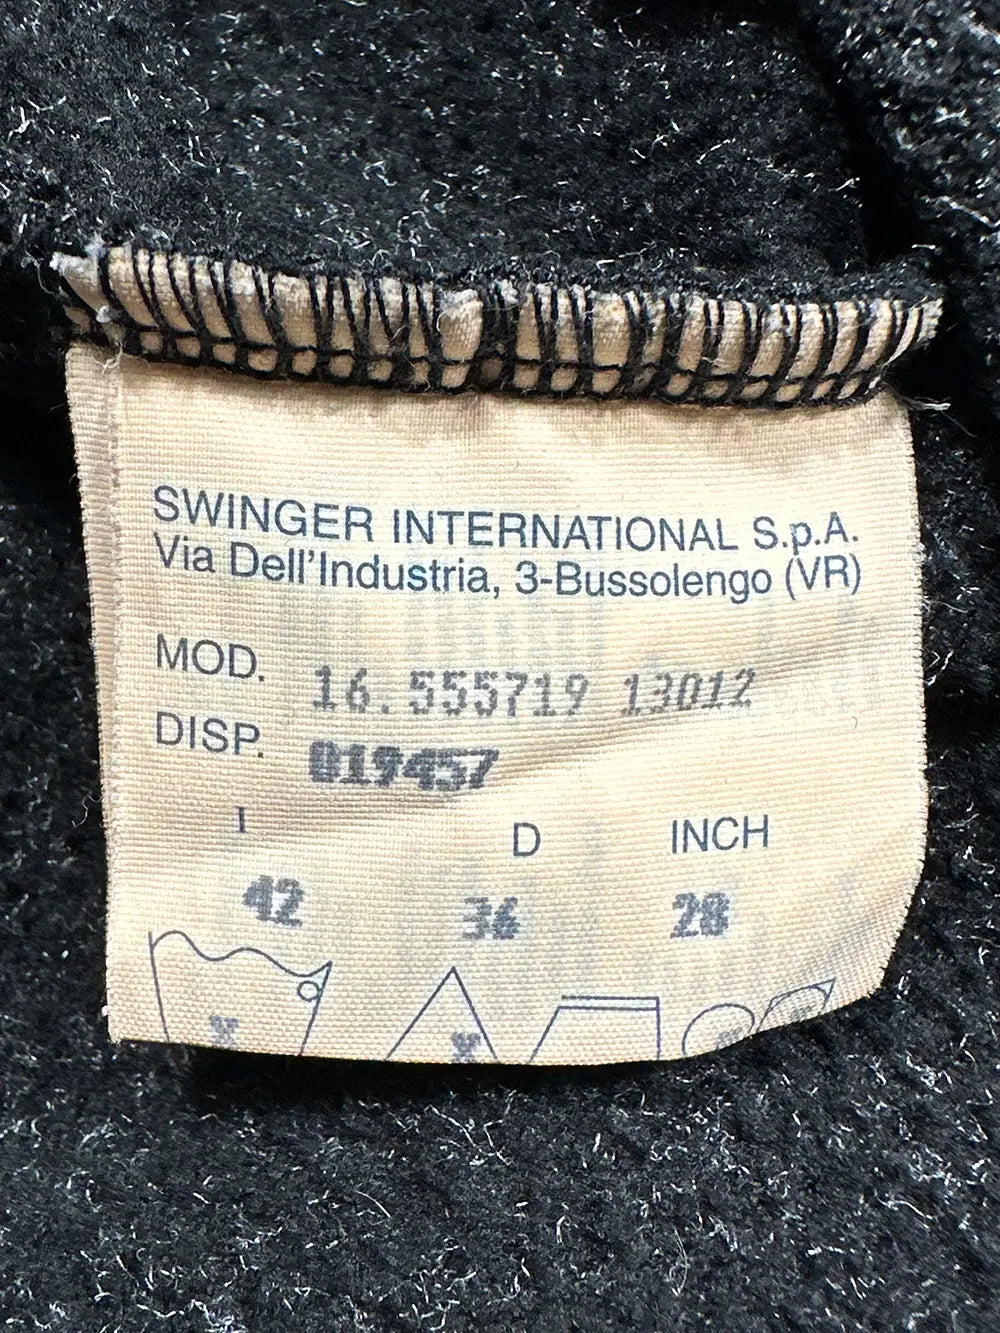 SWINGER INTERNATIONAL S.p.A.
Via Dell'Industria, 3-Bussolengo (VR)
MOD. 16.555719 13012
DISP. 019457
I D INCH
42 36 28
X X